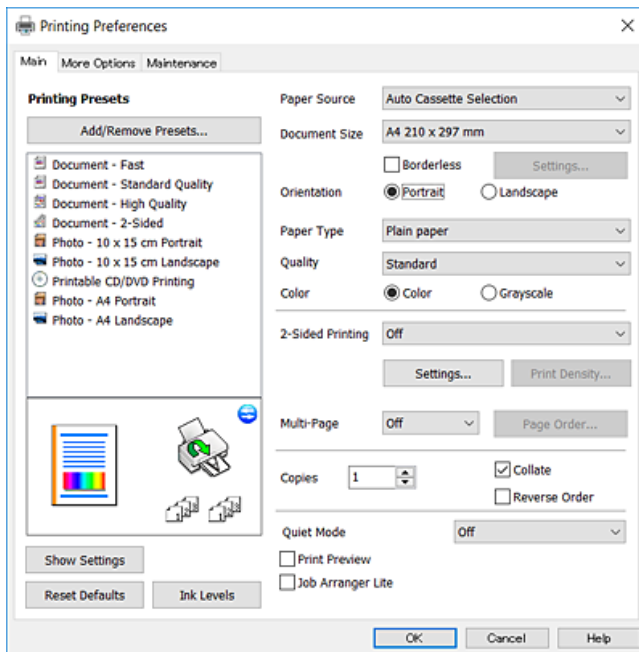 Printing Preferences
Main More Options Maintenance
Printing Presets
Add/Remove Presets...
Document - Fast
Document - Standard Quality
Document - High Quality
Document - 2-Sided
Photo - 10 x 15 cm Portrait
Photo - 10 x 15 cm Landscape
Printable CD/DVD Printing
Photo - A4 Portrait
Photo - A4 Landscape
Show Settings
Reset Defaults Ink Levels
Paper Source Auto Cassette Selection
Document Size A4 210 x 297 mm
Borderless Settings...
Orientation Portrait Landscape
Paper Type Plain paper
Quality Standard
Color Color Grayscale
2-Sided Printing Off
Settings... Print Density...
Multi-Page Off Page Order...
Copies 1 Collate
Reverse Order
Quiet Mode Off
Print Preview
Job Arranger Lite
OK Cancel Help